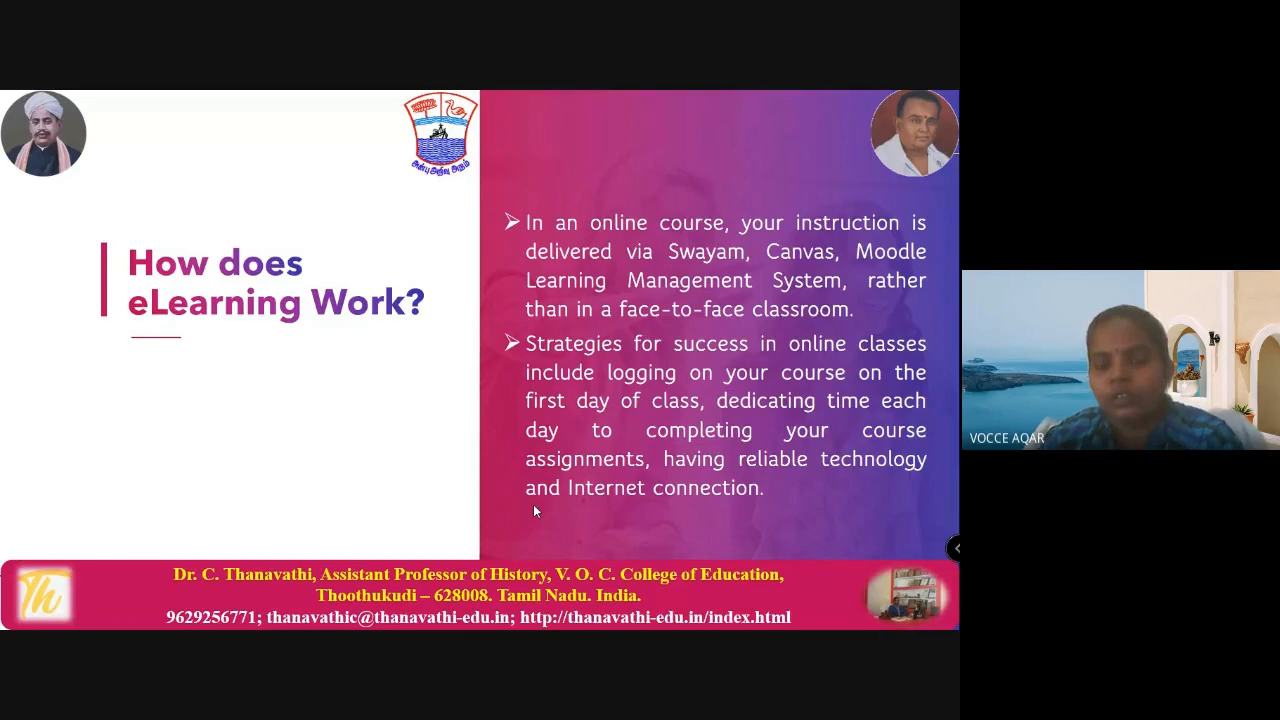 அன்பு அறிவு அறம்
How does
eLearning Work?
➢ In an online course, your instruction is
delivered via Swayam, Canvas, Moodle
Learning Management System, rather
than in a face-to-face classroom.
➢ Strategies for success in online classes
include logging on your course on the
first day of class, dedicating time each
day to completing your course
assignments, having reliable technology
and Internet connection.
VOCCE AQAR
Th
Dr. C. Thanavathi, Assistant Professor of History, V. O. C. College of Education,
Thoothukudi – 628008. Tamil Nadu. India.
9629256771; thanavathic@thanavathi-edu.in; http://thanavathi-edu.in/index.html